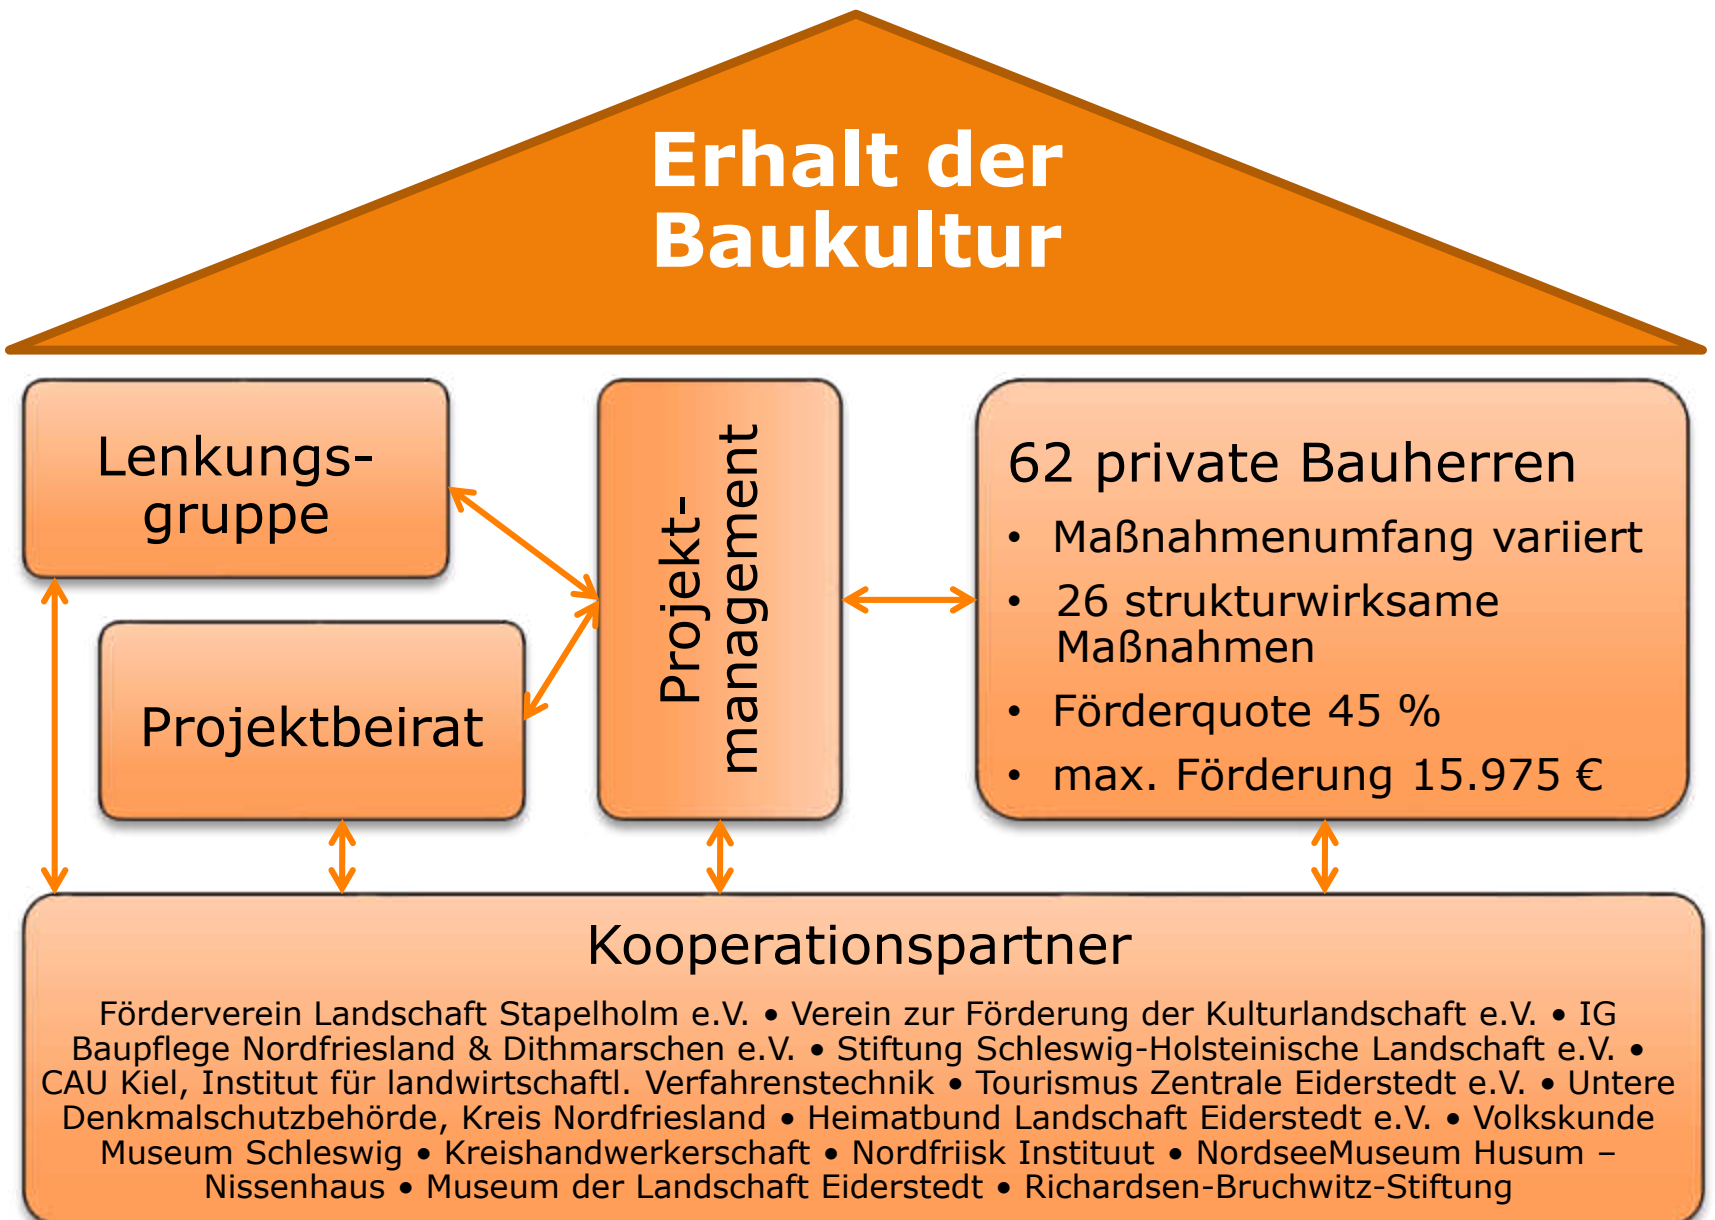 Erhalt der
Baukultur
Lenkungs-
gruppe
Projektbeirat
Projekt-
management
62 private Bauherren
• Maßnahmenumfang variiert
• 26 strukturwirksame
Maßnahmen
• Förderquote 45 %
• max. Förderung 15.975 €
Kooperationspartner
Förderverein Landschaft Stapelholm e.V. • Verein zur Förderung der Kulturlandschaft e.V. • IG
Baupflege Nordfriesland & Dithmarschen e.V. • Stiftung Schleswig-Holsteinische Landschaft e.V. •
CAU Kiel, Institut für landwirtschaftl. Verfahrenstechnik • Tourismus Zentrale Eiderstedt e.V. • Untere
Denkmalschutzbehörde, Kreis Nordfriesland • Heimatbund Landschaft Eiderstedt e.V. • Volkskunde
Museum Schleswig • Kreishandwerkerschaft • Nordfriisk Instituut • NordseeMuseum Husum –
Nissenhaus • Museum der Landschaft Eiderstedt • Richardsen-Bruchwitz-Stiftung